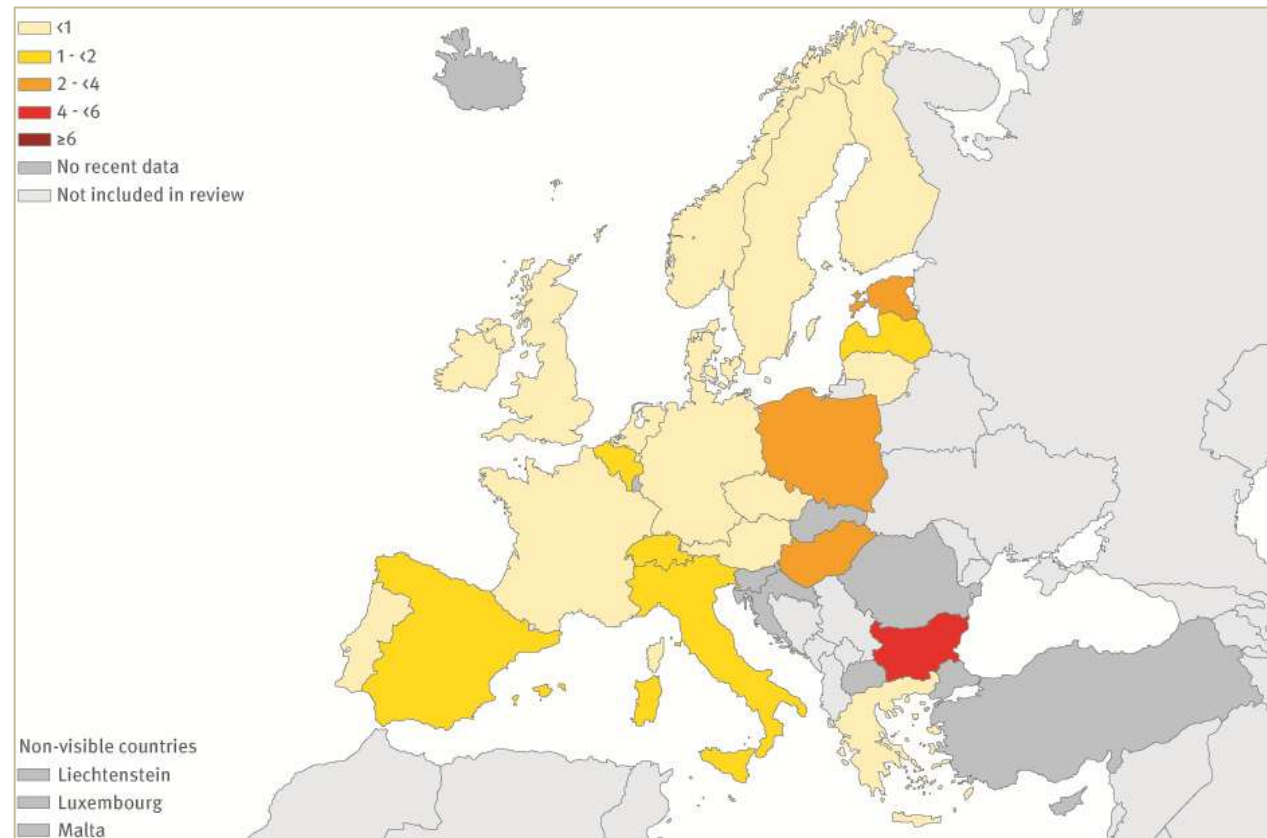 <1
1 - <2
2 - <4
4 - <6
≥6
No recent data
Not included in review
Non-visible countries
Liechtenstein
Luxembourg
Malta